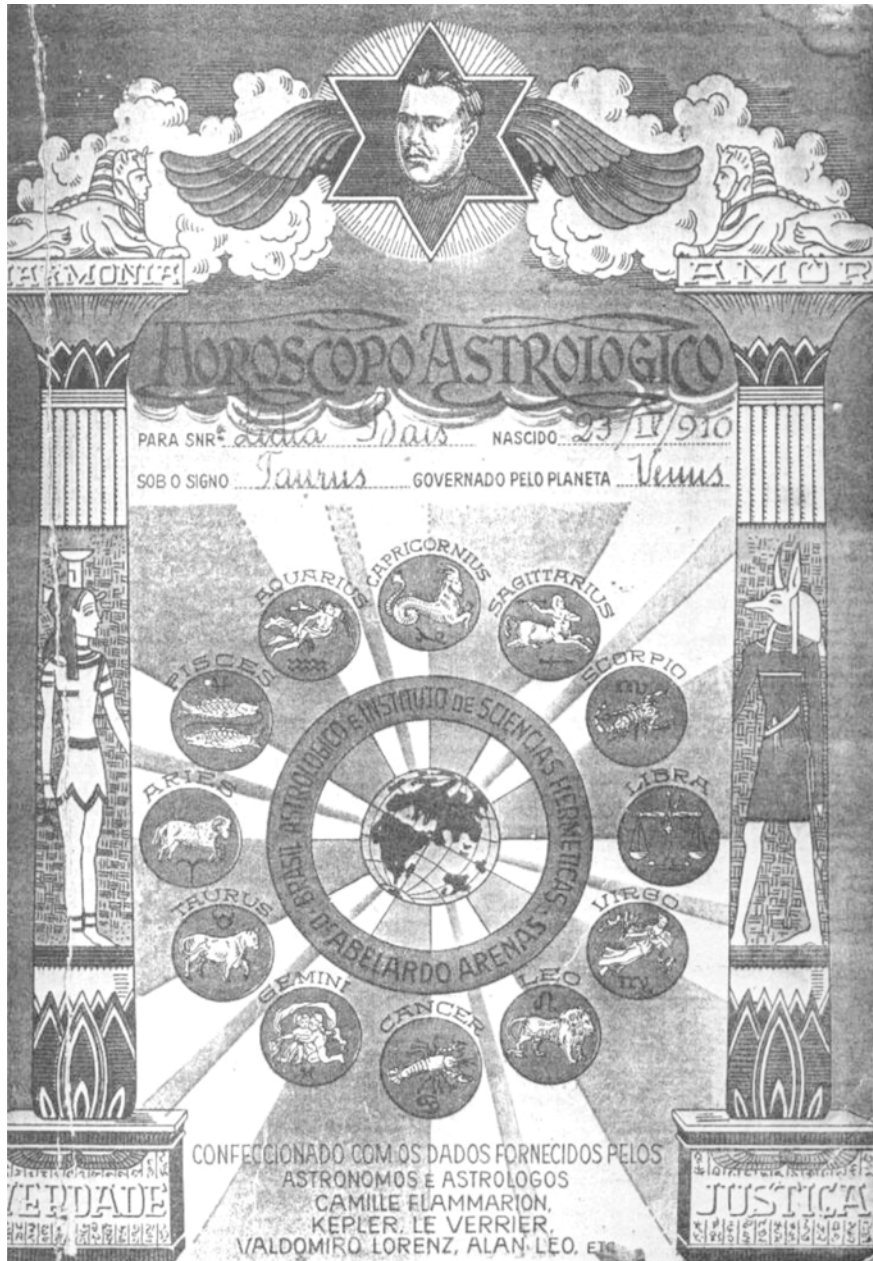 HARMONIA
AMOR
HOROSCOPO ASTROLOGICO
PARA SNR. Lidia Bais NASCIDO 23/IV/910
SOB O SIGNO Taurus GOVERNADO PELO PLANETA Venus
CAPRICORNIUS
AQUARIUS
SAGITTARIUS
PISCES
SCORPIO
ARIES
LIBRA
TAURUS
VIRGO
GEMINI
LEO
CANCER
BRASIL ASTROLOGICO E INSTITUTO DE SCIENCIAS HERMETICAS
Dr ABELARDO ARENAS
CONFECCIONADO COM OS DADOS FORNECIDOS PELOS
ASTRONOMOS E ASTROLOGOS
CAMILLE FLAMMARION,
KEPLER, LE VERRIER,
VALDOMIRO LORENZ, ALAN LEO, ETC
VERDADE
JUSTIÇA